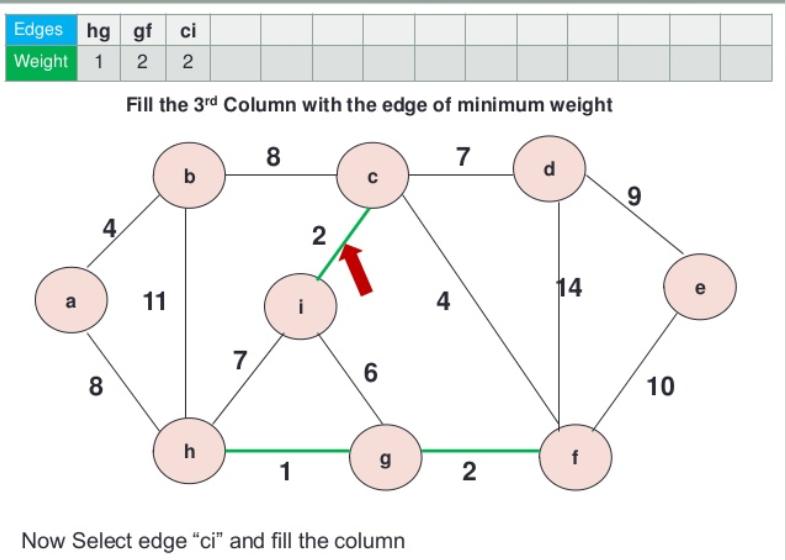 Edges hg gf ci
Weight 1 2 2
Fill the 3rd Column with the edge of minimum weight
8 7
b c d
9
4 2
a 11 i 4 14 e
7 6
8 10
h g f
1 2
Now Select edge “ci” and fill the column